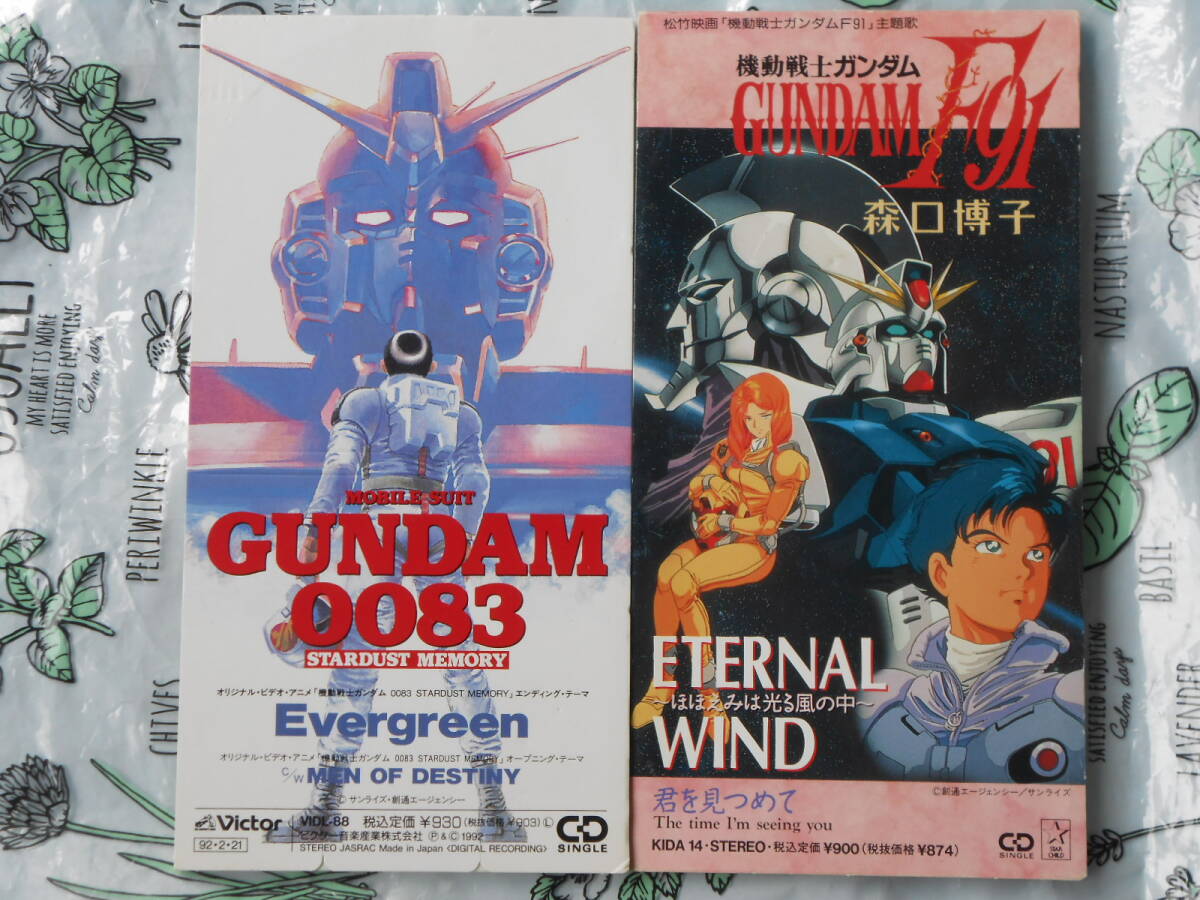 MOBILE SUIT
GUNDAM
0083
STARDUST MEMORY
オリジナル・ビデオ・アニメ「機動戦士ガンダム 0083 STARDUST MEMORY」エンディング・テーマ
Evergreen
オリジナル・ビデオ・アニメ「機動戦士ガンダム 0083 STARDUST MEMORY」オープニング・テーマ
C/W MEN OF DESTINY
© サンライズ・創通エージェンシー
Victor
92・2・21
VIDL-88 税込定価 ¥930(税抜価格 ¥903) Ⓛ
ビクター音楽産業株式会社 Ⓟ&© 1992
STEREO JASRAC Made in Japan <DIGITAL RECORDING>
CD
SINGLE
松竹映画「機動戦士ガンダムF91」主題歌
機動戦士ガンダム
GUNDAM F91
森口博子
91
ETERNAL
〜ほほえみは光る風の中〜
WIND
©創通エージェンシー/サンライズ
君を見つめて
The time I'm seeing you
KIDA 14・STEREO・税込定価 ¥900(税抜価格 ¥874)
CD
SINGLE
STAR
CHILD
MY HEART IS MORE
SATISFIED ENJOYING
Calm days
PERIWINKLE
CHIVES
NASTURTIUM
BASIL
SATISFIED ENJOYING
Calm days
LAVENDER